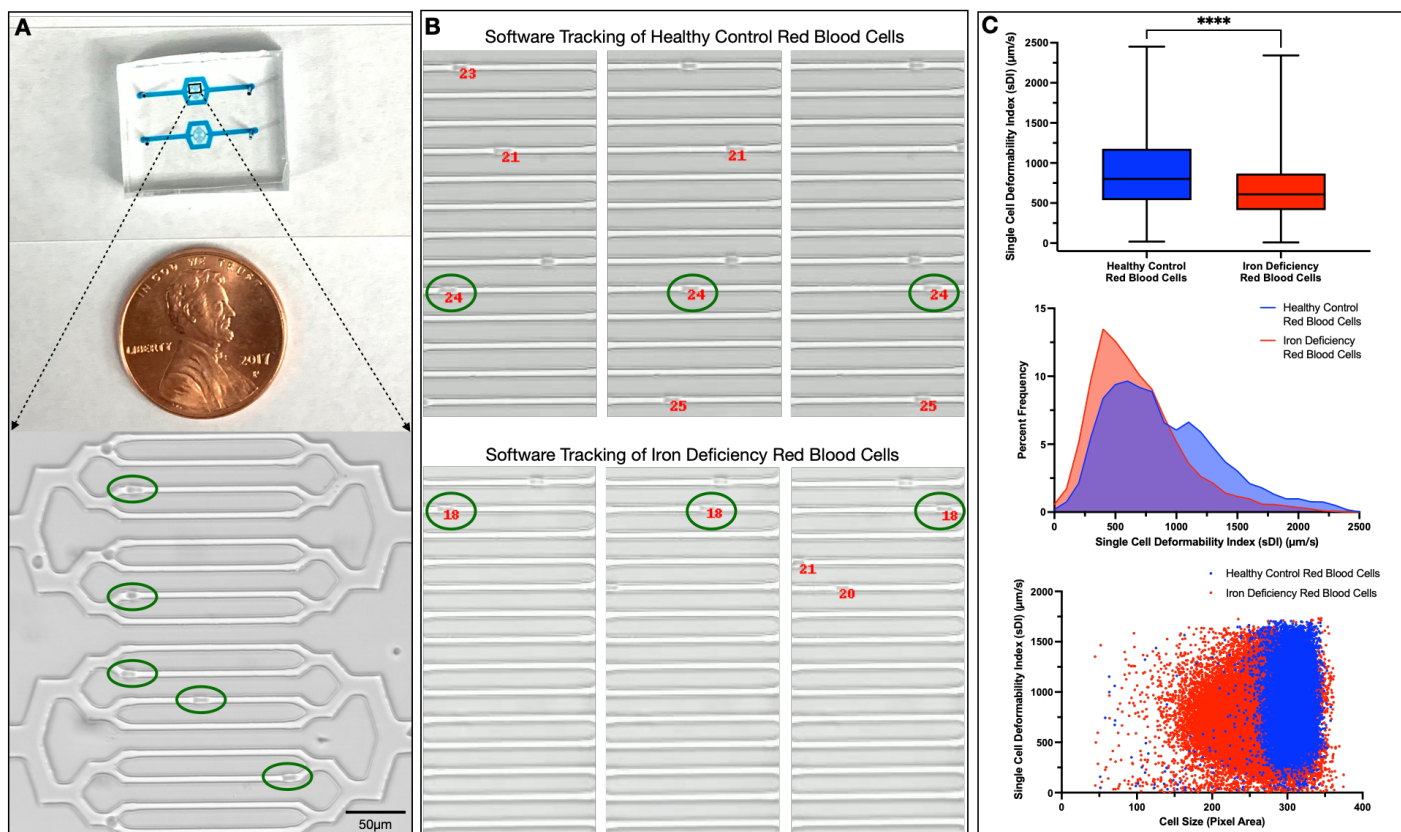 A
IN GOD WE TRUST
LIBERTY
2017
P
50µm
B
Software Tracking of Healthy Control Red Blood Cells
23
21
21
24
24
24
25
25
Software Tracking of Iron Deficiency Red Blood Cells
18
18
18
21
20
C
****
Single Cell Deformability Index (sDI) (µm/s)
2500
2000
1500
1000
500
0
Healthy Control
Red Blood Cells
Iron Deficiency
Red Blood Cells
Healthy Control
Red Blood Cells
Iron Deficiency
Red Blood Cells
Percent Frequency
15
10
5
0
0
500
1000
1500
2000
2500
Single Cell Deformability Index (sDI) (µm/s)
Healthy Control Red Blood Cells
Iron Deficiency Red Blood Cells
Single Cell Deformability Index (sDI) (µm/s)
2000
1500
1000
500
0
0
100
200
300
400
Cell Size (Pixel Area)